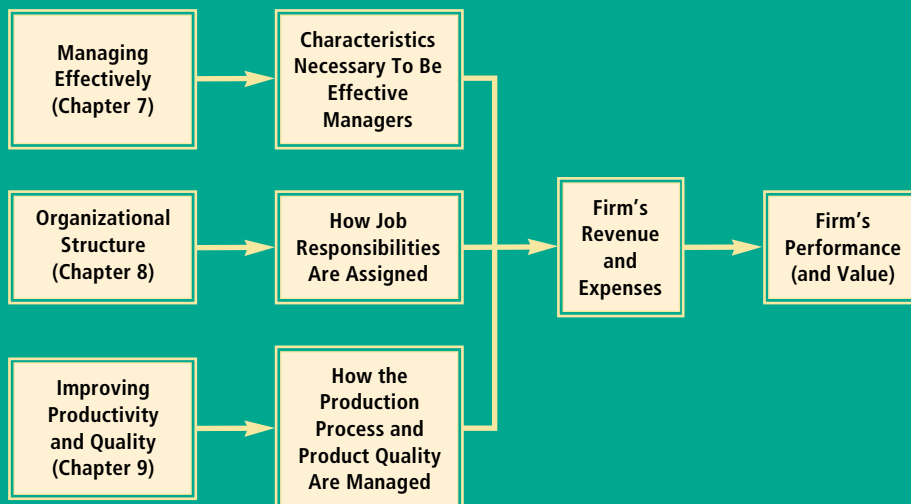 Managing
Effectively
(Chapter 7)
Characteristics
Necessary To Be
Effective
Managers
Organizational
Structure
(Chapter 8)
How Job
Responsibilities
Are Assigned
Firm's
Revenue
and
Expenses
Firm's
Performance
(and Value)
Improving
Productivity
and Quality
(Chapter 9)
How the
Production
Process and
Product Quality
Are Managed